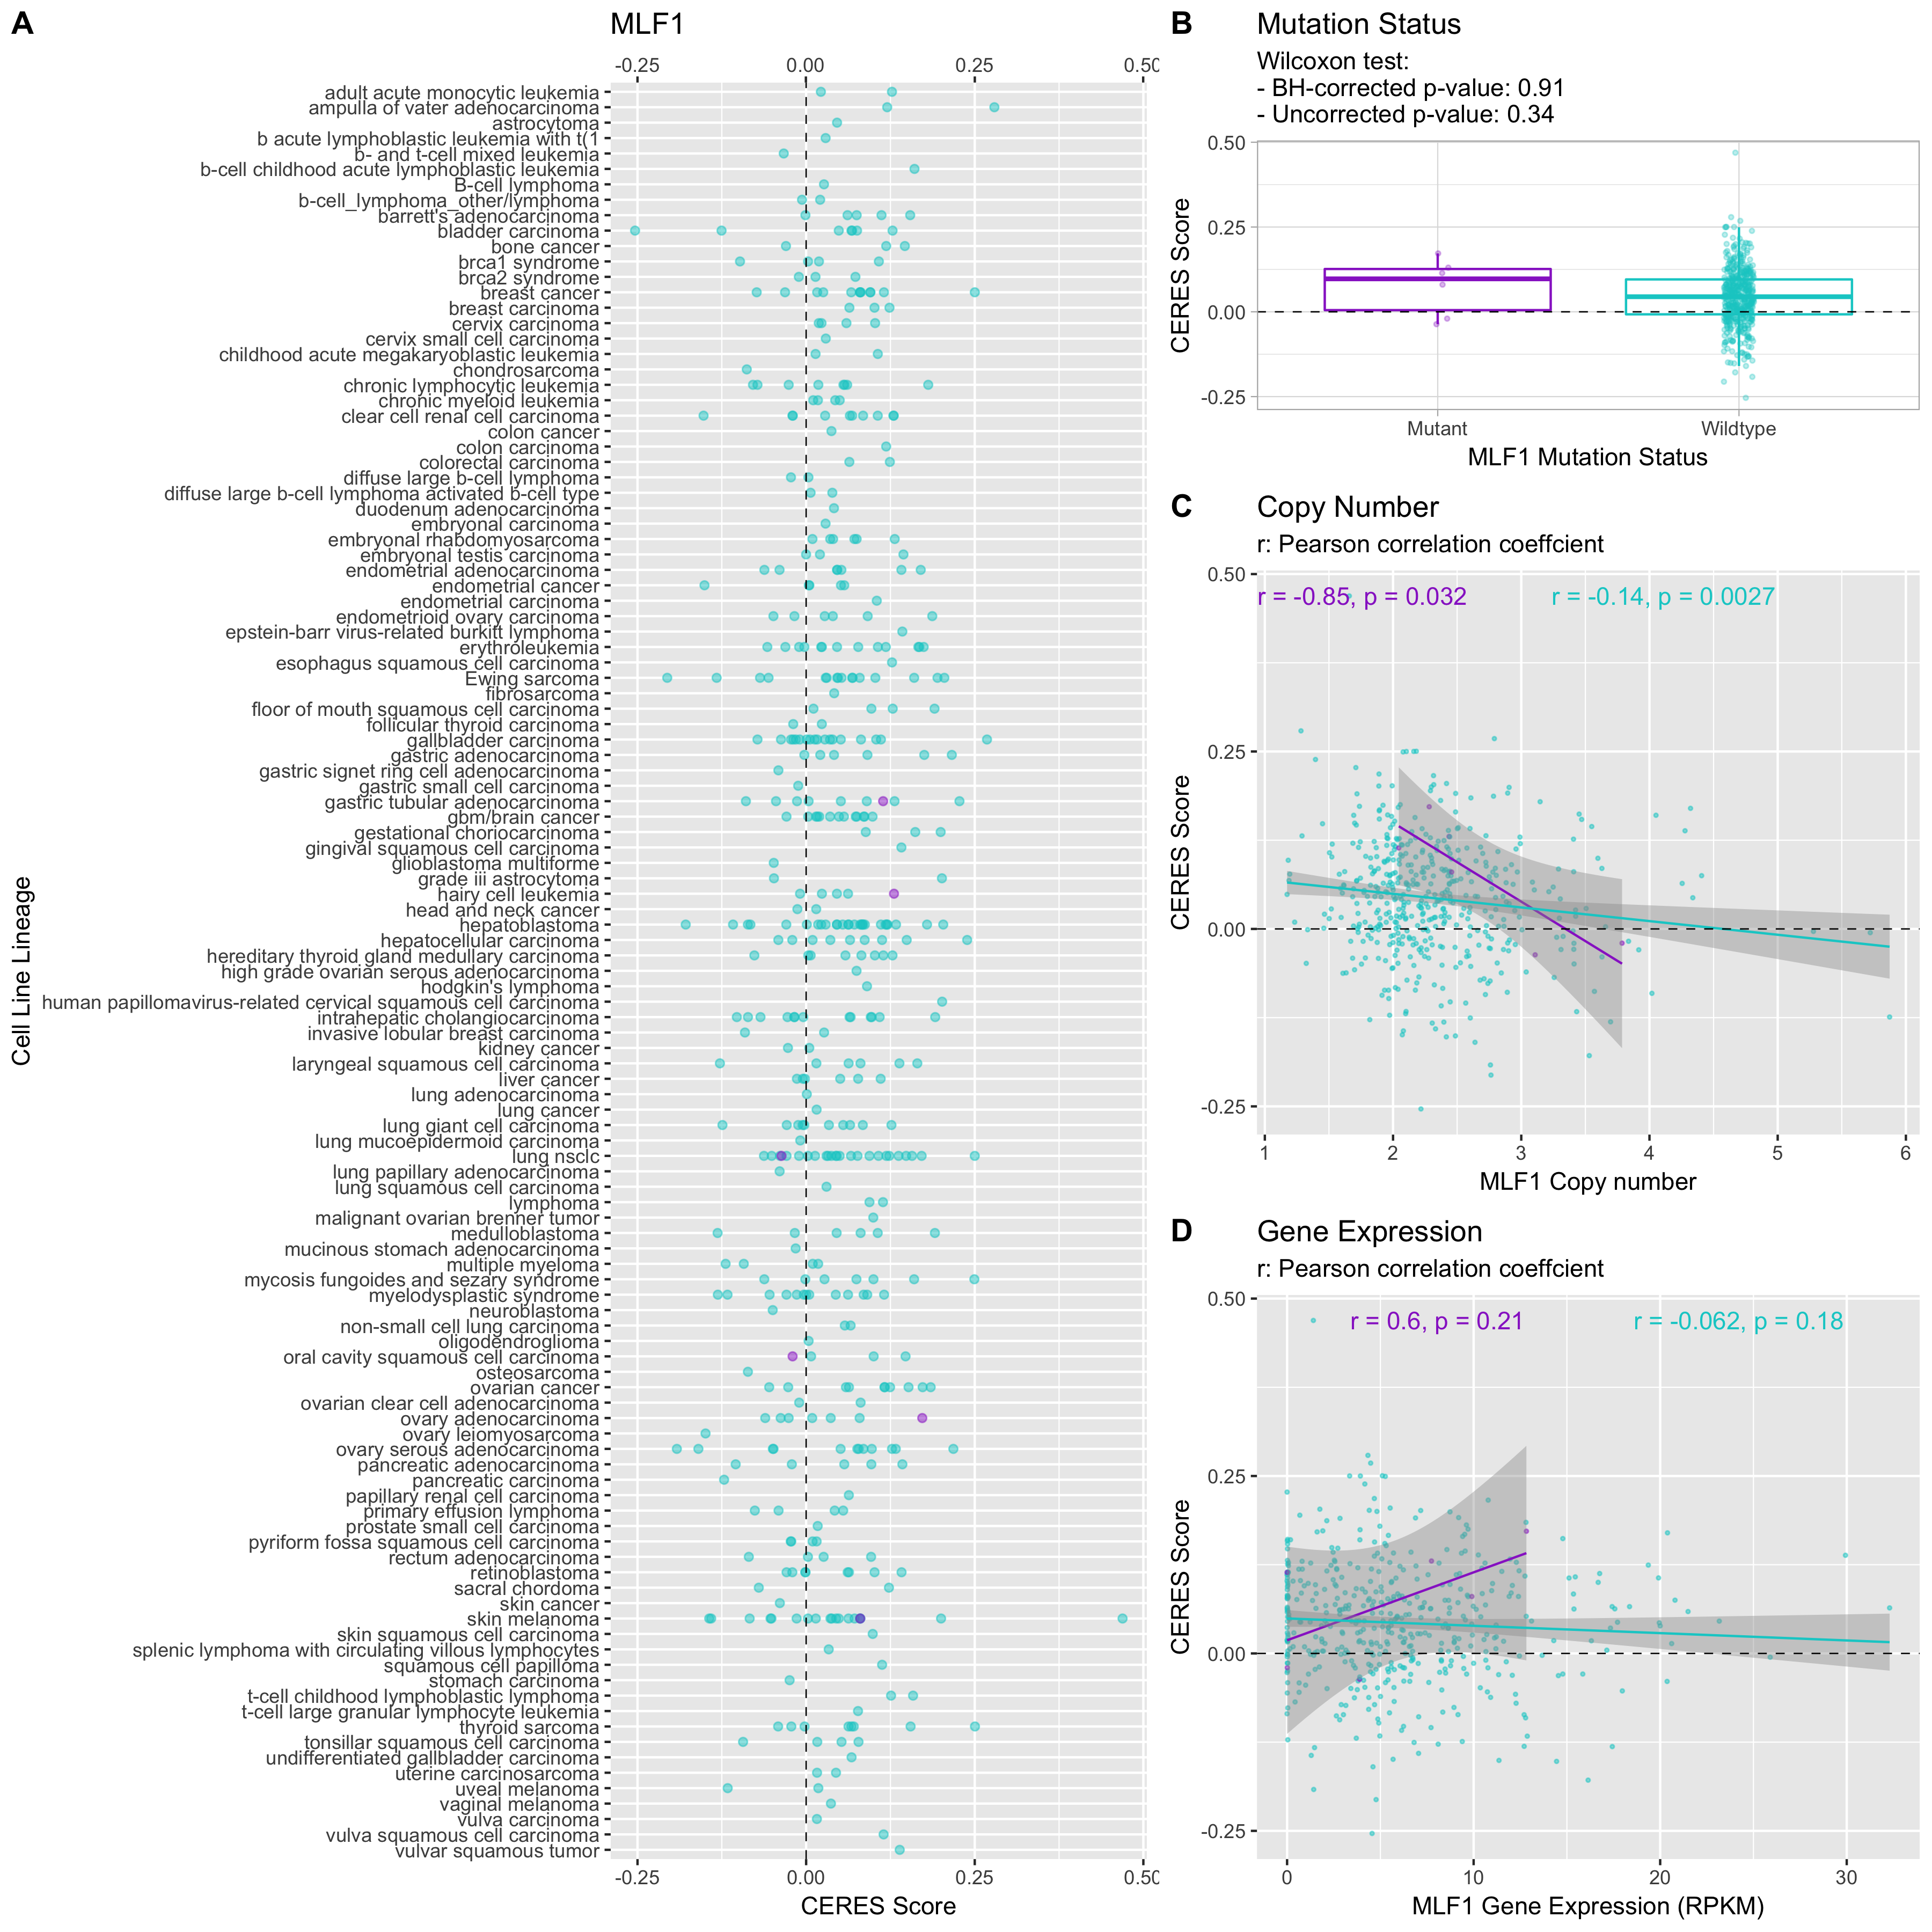 A
MLF1
-0.25 0.00 0.25 0.50
adult acute monocytic leukemia
ampulla of vater adenocarcinoma
astrocytoma
b acute lymphoblastic leukemia with t(1
b- and t-cell mixed leukemia
b-cell childhood acute lymphoblastic leukemia
B-cell lymphoma
b-cell_lymphoma_other/lymphoma
barrett's adenocarcinoma
bladder carcinoma
bone cancer
brca1 syndrome
brca2 syndrome
breast cancer
breast carcinoma
cervix carcinoma
cervix small cell carcinoma
childhood acute megakaryoblastic leukemia
chondrosarcoma
chronic lymphocytic leukemia
chronic myeloid leukemia
clear cell renal cell carcinoma
colon cancer
colon carcinoma
colorectal carcinoma
diffuse large b-cell lymphoma
diffuse large b-cell lymphoma activated b-cell type
duodenum adenocarcinoma
embryonal carcinoma
embryonal rhabdomyosarcoma
embryonal testis carcinoma
endometrial adenocarcinoma
endometrial cancer
endometrial carcinoma
endometrioid ovary carcinoma
epstein-barr virus-related burkitt lymphoma
erythroleukemia
esophagus squamous cell carcinoma
Ewing sarcoma
fibrosarcoma
floor of mouth squamous cell carcinoma
follicular thyroid carcinoma
gallbladder carcinoma
gastric adenocarcinoma
gastric signet ring cell adenocarcinoma
gastric small cell carcinoma
gastric tubular adenocarcinoma
gbm/brain cancer
gestational choriocarcinoma
gingival squamous cell carcinoma
glioblastoma multiforme
grade iii astrocytoma
hairy cell leukemia
head and neck cancer
hepatoblastoma
hepatocellular carcinoma
hereditary thyroid gland medullary carcinoma
high grade ovarian serous adenocarcinoma
hodgkin's lymphoma
human papillomavirus-related cervical squamous cell carcinoma
intrahepatic cholangiocarcinoma
invasive lobular breast carcinoma
kidney cancer
laryngeal squamous cell carcinoma
liver cancer
lung adenocarcinoma
lung cancer
lung giant cell carcinoma
lung mucoepidermoid carcinoma
lung nsclc
lung papillary adenocarcinoma
lung squamous cell carcinoma
lymphoma
malignant ovarian brenner tumor
medulloblastoma
mucinous stomach adenocarcinoma
multiple myeloma
mycosis fungoides and sezary syndrome
myelodysplastic syndrome
neuroblastoma
non-small cell lung carcinoma
oligodendroglioma
oral cavity squamous cell carcinoma
osteosarcoma
ovarian cancer
ovarian clear cell adenocarcinoma
ovary adenocarcinoma
ovary leiomyosarcoma
ovary serous adenocarcinoma
pancreatic adenocarcinoma
pancreatic carcinoma
papillary renal cell carcinoma
primary effusion lymphoma
prostate small cell carcinoma
pyriform fossa squamous cell carcinoma
rectum adenocarcinoma
retinoblastoma
sacral chordoma
skin cancer
skin melanoma
skin squamous cell carcinoma
splenic lymphoma with circulating villous lymphocytes
squamous cell papilloma
stomach carcinoma
t-cell childhood lymphoblastic lymphoma
t-cell large granular lymphocyte leukemia
thyroid sarcoma
tonsillar squamous cell carcinoma
undifferentiated gallbladder carcinoma
uterine carcinosarcoma
uveal melanoma
vaginal melanoma
vulva carcinoma
vulva squamous cell carcinoma
vulvar squamous tumor
-0.25 0.00 0.25 0.50
CERES Score
Cell Line Lineage
B
Mutation Status
Wilcoxon test:
- BH-corrected p-value: 0.91
- Uncorrected p-value: 0.34
0.50
0.25
0.00
-0.25
CERES Score
Mutant Wildtype
MLF1 Mutation Status
C
Copy Number
r: Pearson correlation coeffcient
r = -0.85, p = 0.032 r = -0.14, p = 0.0027
0.50
0.25
0.00
-0.25
CERES Score
1 2 3 4 5 6
MLF1 Copy number
D
Gene Expression
r: Pearson correlation coeffcient
r = 0.6, p = 0.21 r = -0.062, p = 0.18
0.50
0.25
0.00
-0.25
CERES Score
0 10 20 30
MLF1 Gene Expression (RPKM)